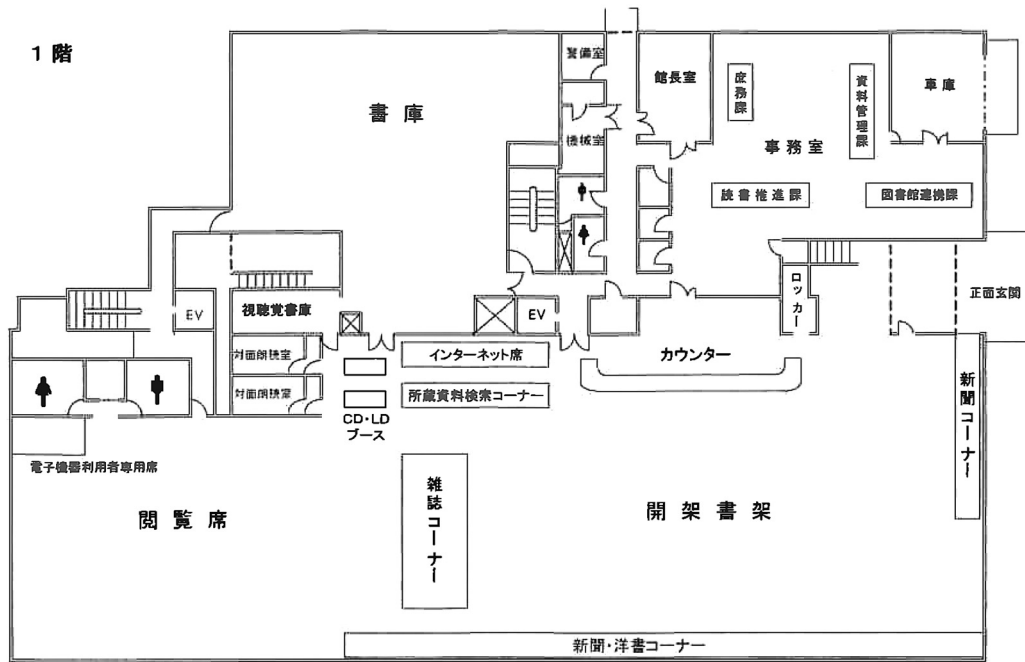 1階
書庫
警備室
機械室
館長室
庶務課
資料管理課
車庫
事務室
読書推進課
図書館連携課
ロッカー
正面玄関
EV
視聴覚書庫
EV
対面朗読室
対面朗読室
インターネット席
所蔵資料検索コーナー
CD・LD
ブース
カウンター
新聞コーナー
電子機器利用者専用席
閲覧席
雑誌コーナー
開架書架
新聞・洋書コーナー